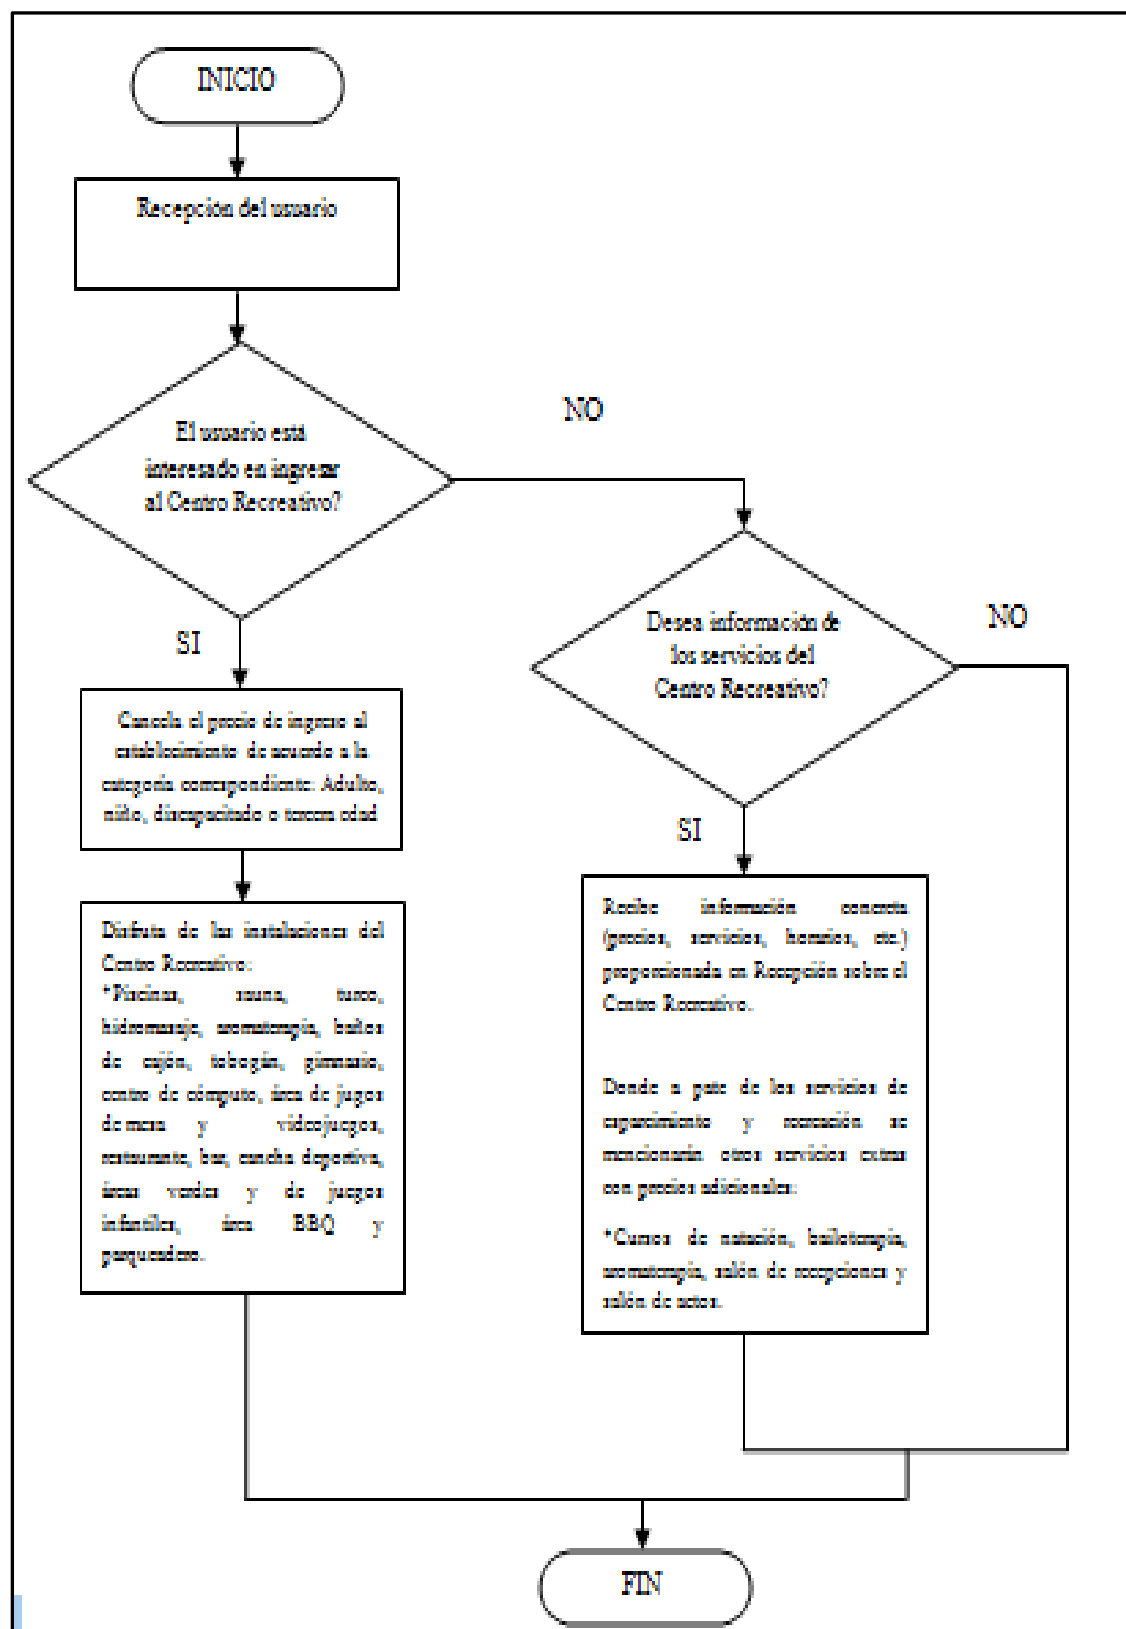 INICIO
Recepción del usuario
El usuario está
interesado en ingresar
al Centro Recreativo?
NO
SI
Desea información de
los servicios del
Centro Recreativo?
NO
SI
Cancela el precio de ingreso al
establecimiento de acuerdo a la
categoría correspondiente: Adulto,
niño, discapacitado o tercera edad
Disfruta de las instalaciones del
Centro Recreativo:
*Piscinas, sauna, turco,
hidromasaje, aromaterapia, baños
de cajón, tobogán, gimnasio,
centro de cómputo, área de jugos
de mesa y videojuegos,
restaurante, bar, cancha deportiva,
áreas verdes y de juegos
infantiles, área BBQ y
parqueadero.
Recibe información concreta
(precios, servicios, horarios, etc.)
proporcionada en Recepción sobre el
Centro Recreativo.
Donde a parte de los servicios de
esparcimiento y recreación se
mencionarán otros servicios extras
con precios adicionales:
*Cursos de natación, bailoterapia,
aromaterapia, salón de recepciones y
salón de actos.
FIN